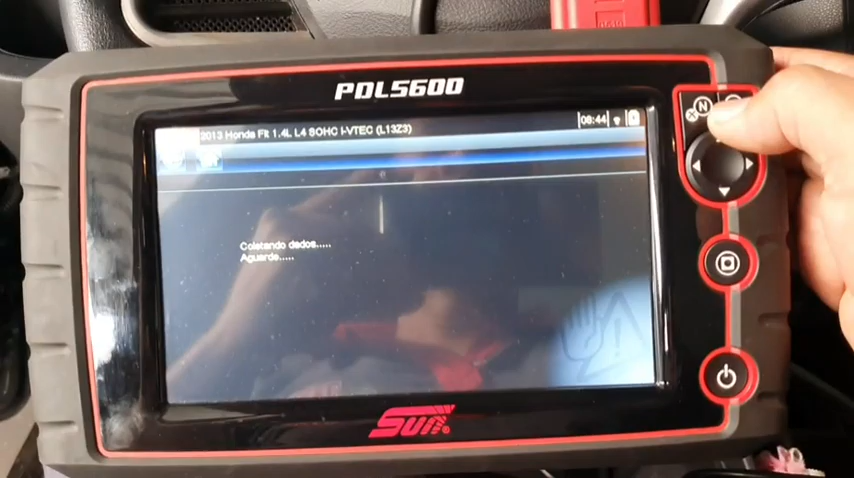 PDL5600
2013 Honda Fit 1.4L L4 SOHC i-VTEC (L13Z3)
08:44
Coletando dados.....
Aguarde.....
X N
Sun®